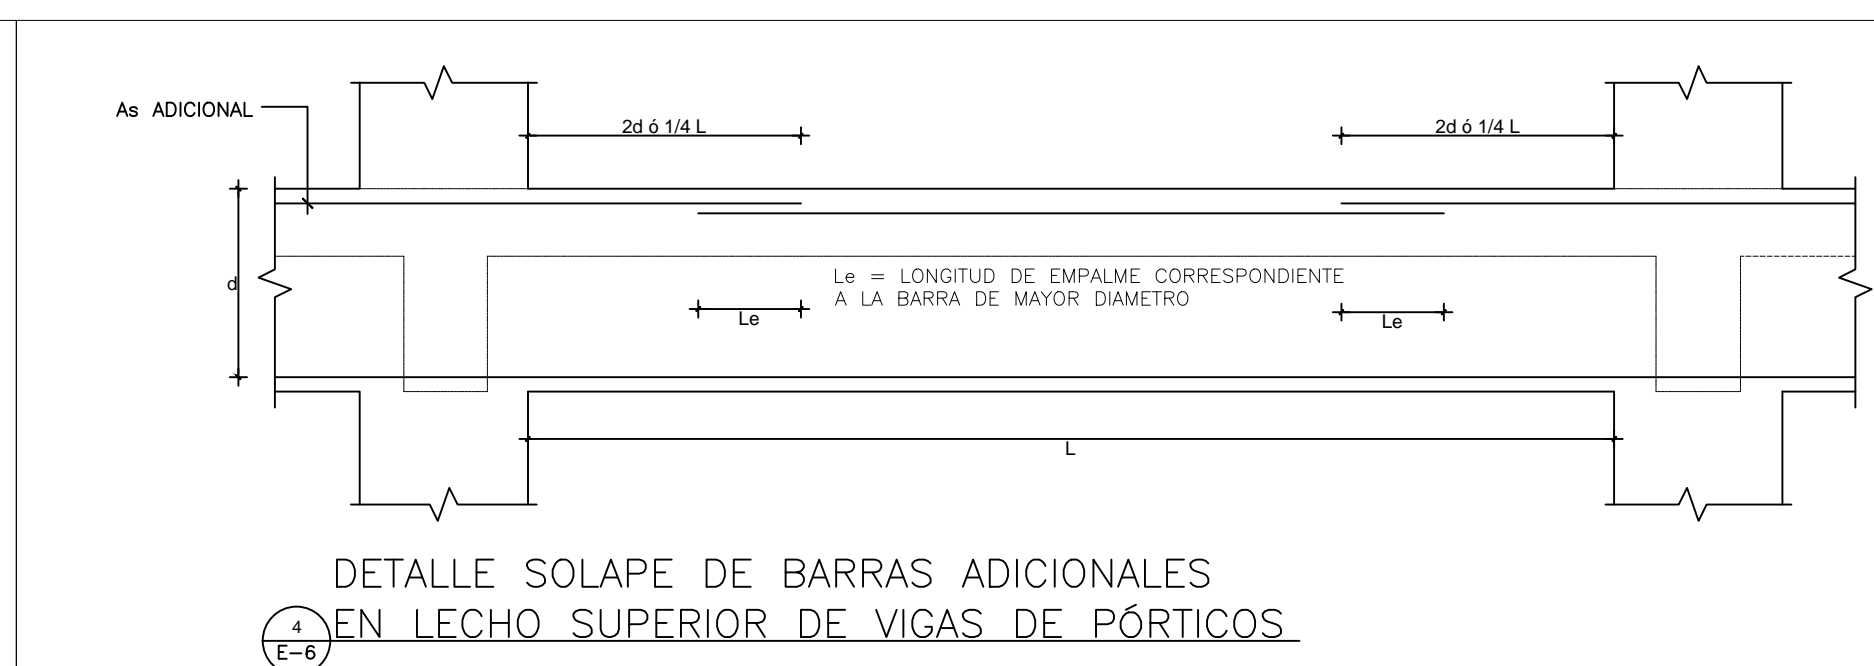 As ADICIONAL
2d ó 1/4 L
2d ó 1/4 L
d
Le = LONGITUD DE EMPALME CORRESPONDIENTE
A LA BARRA DE MAYOR DIAMETRO
Le
Le
L
DETALLE SOLAPE DE BARRAS ADICIONALES
EN LECHO SUPERIOR DE VIGAS DE PÓRTICOS
4
E-6